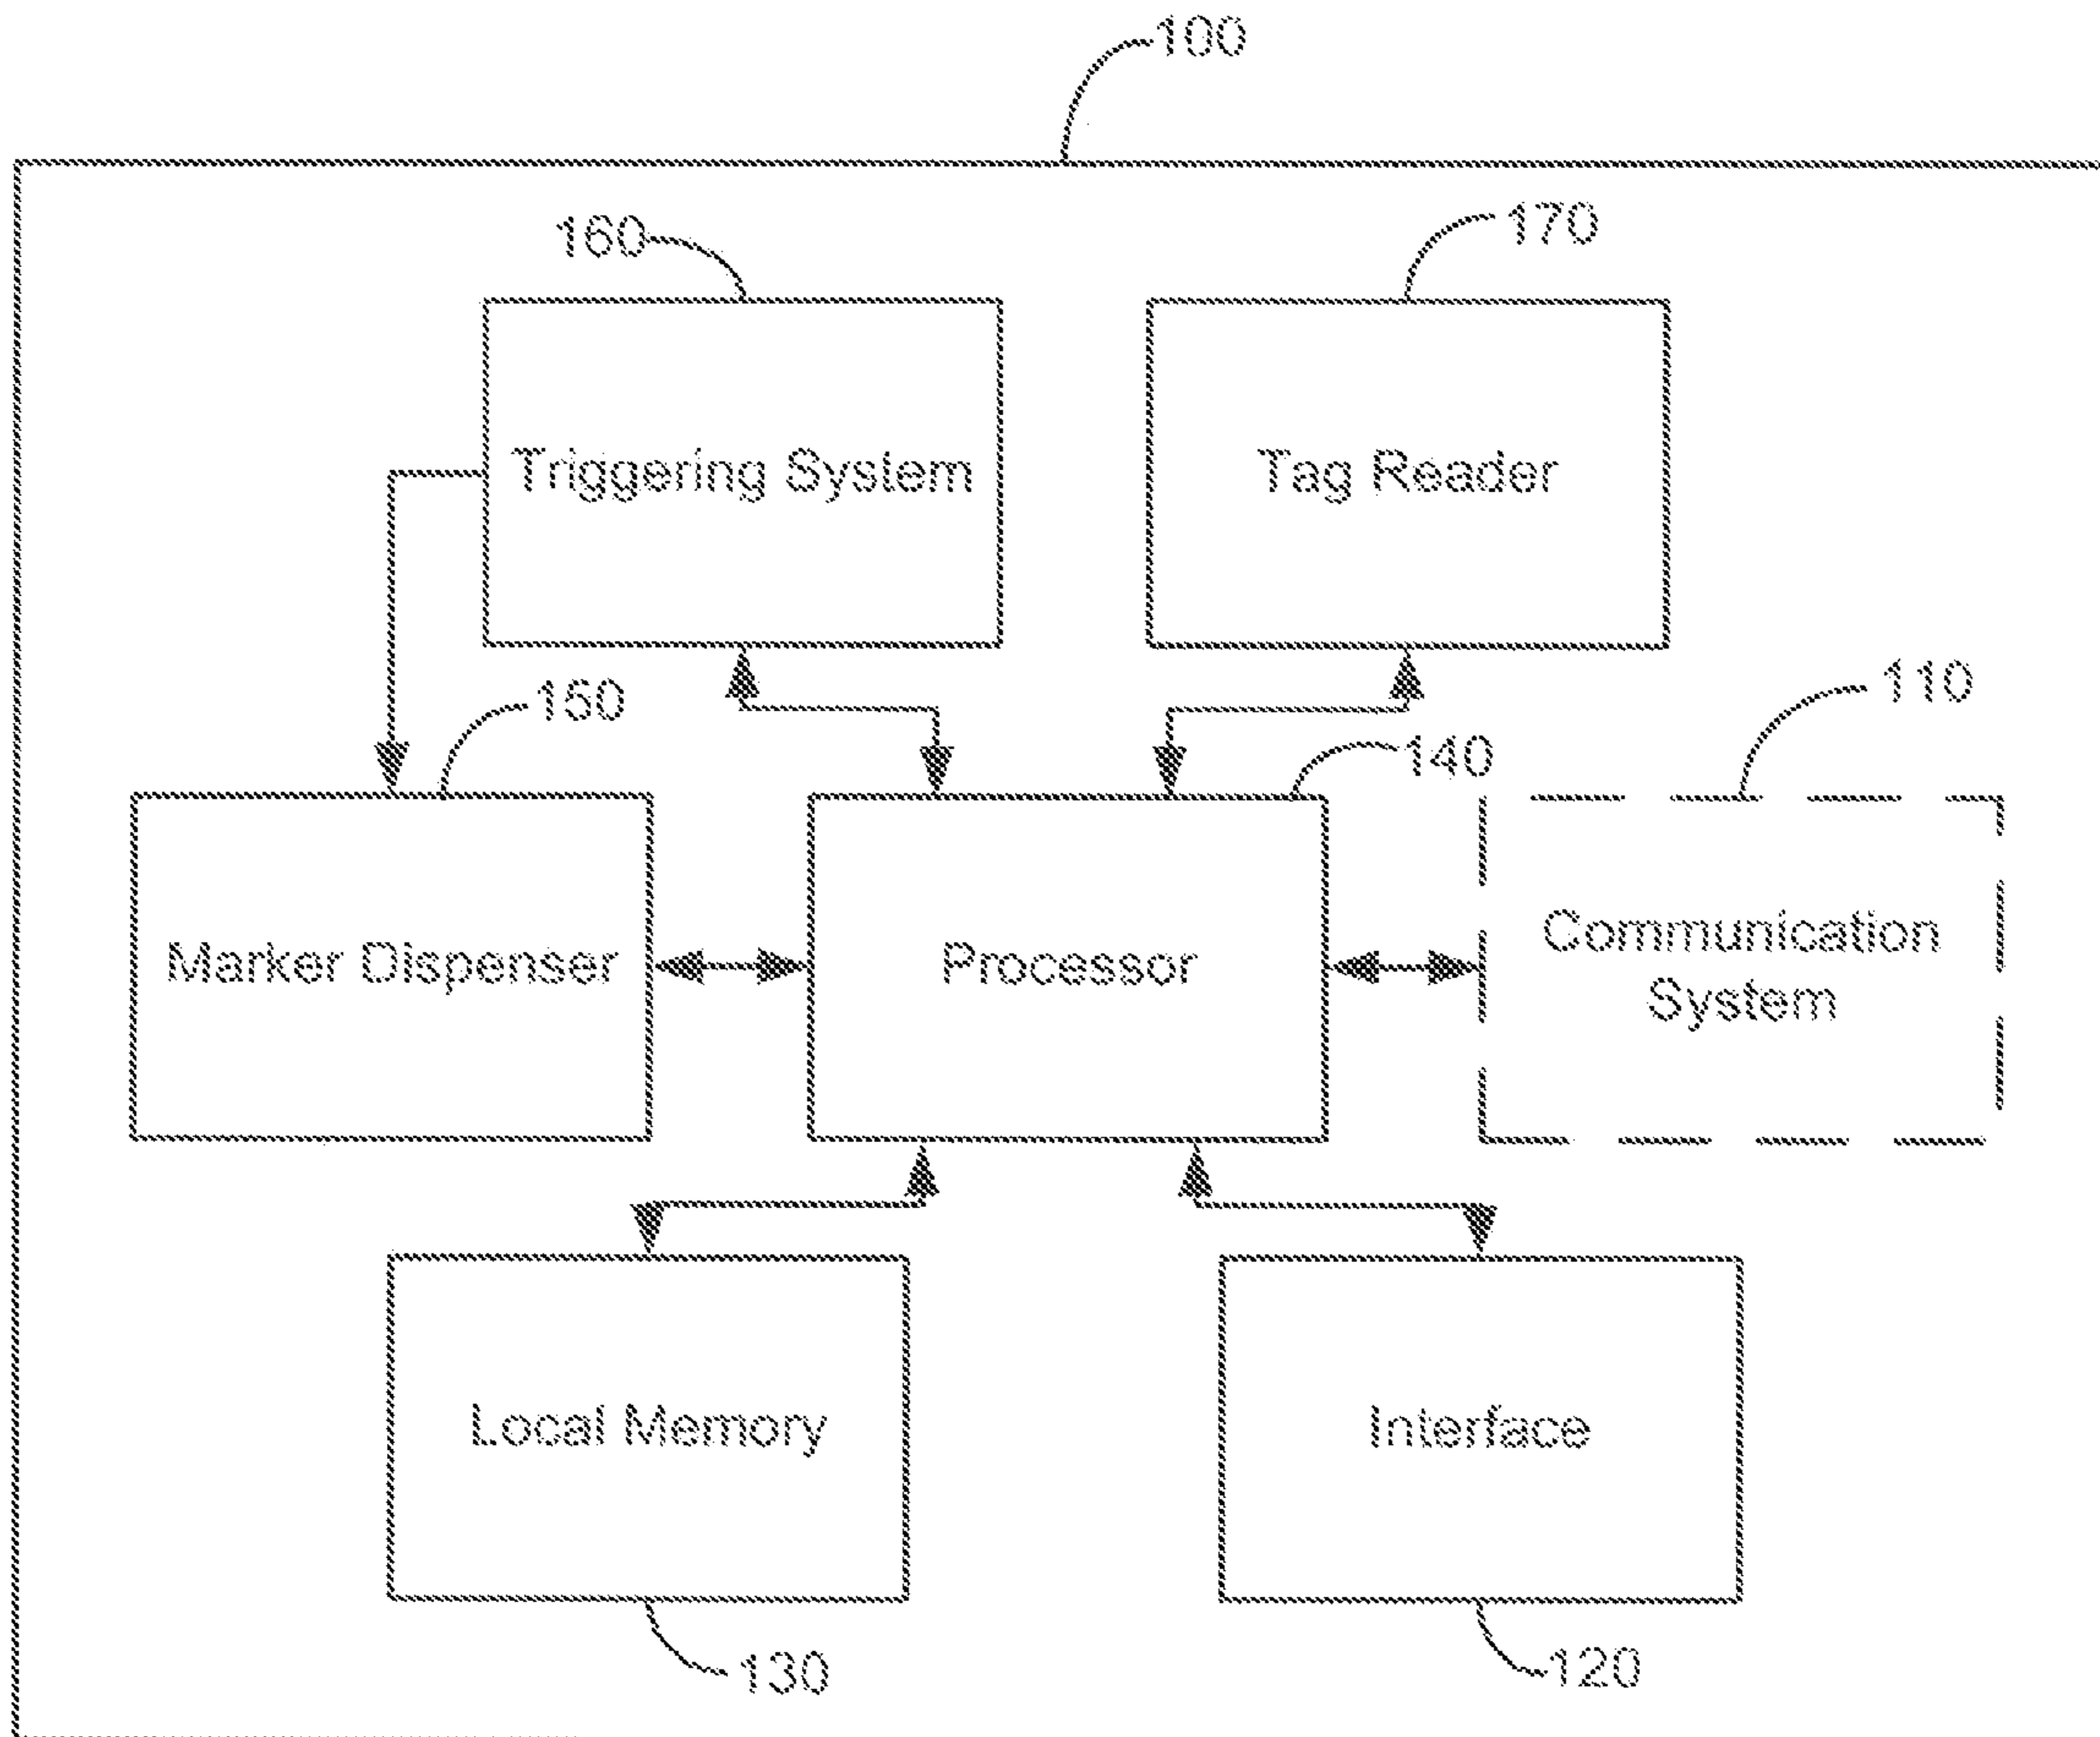 100
160
170
Triggering System
Tag Reader
150
110
140
Marker Dispenser
Processor
Communication
System
Local Memory
Interface
130
120